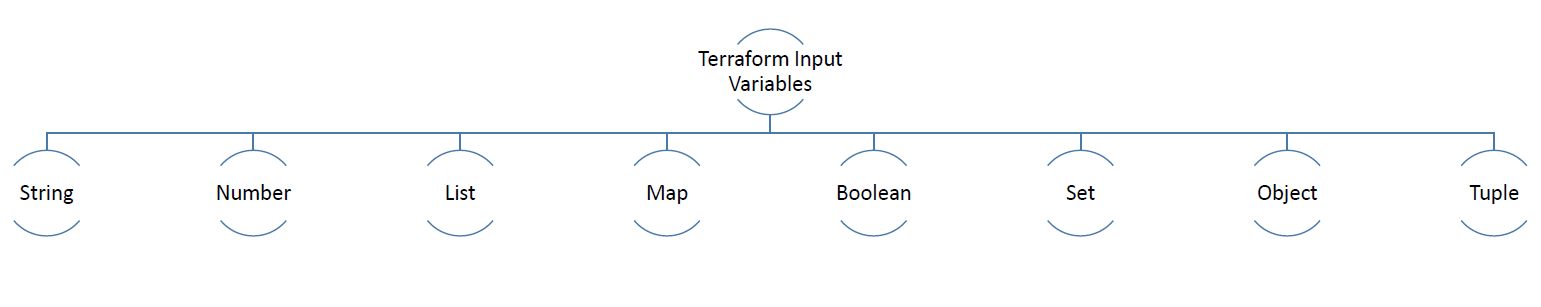 Terraform Input
Variables
String
Number
List
Map
Boolean
Set
Object
Tuple